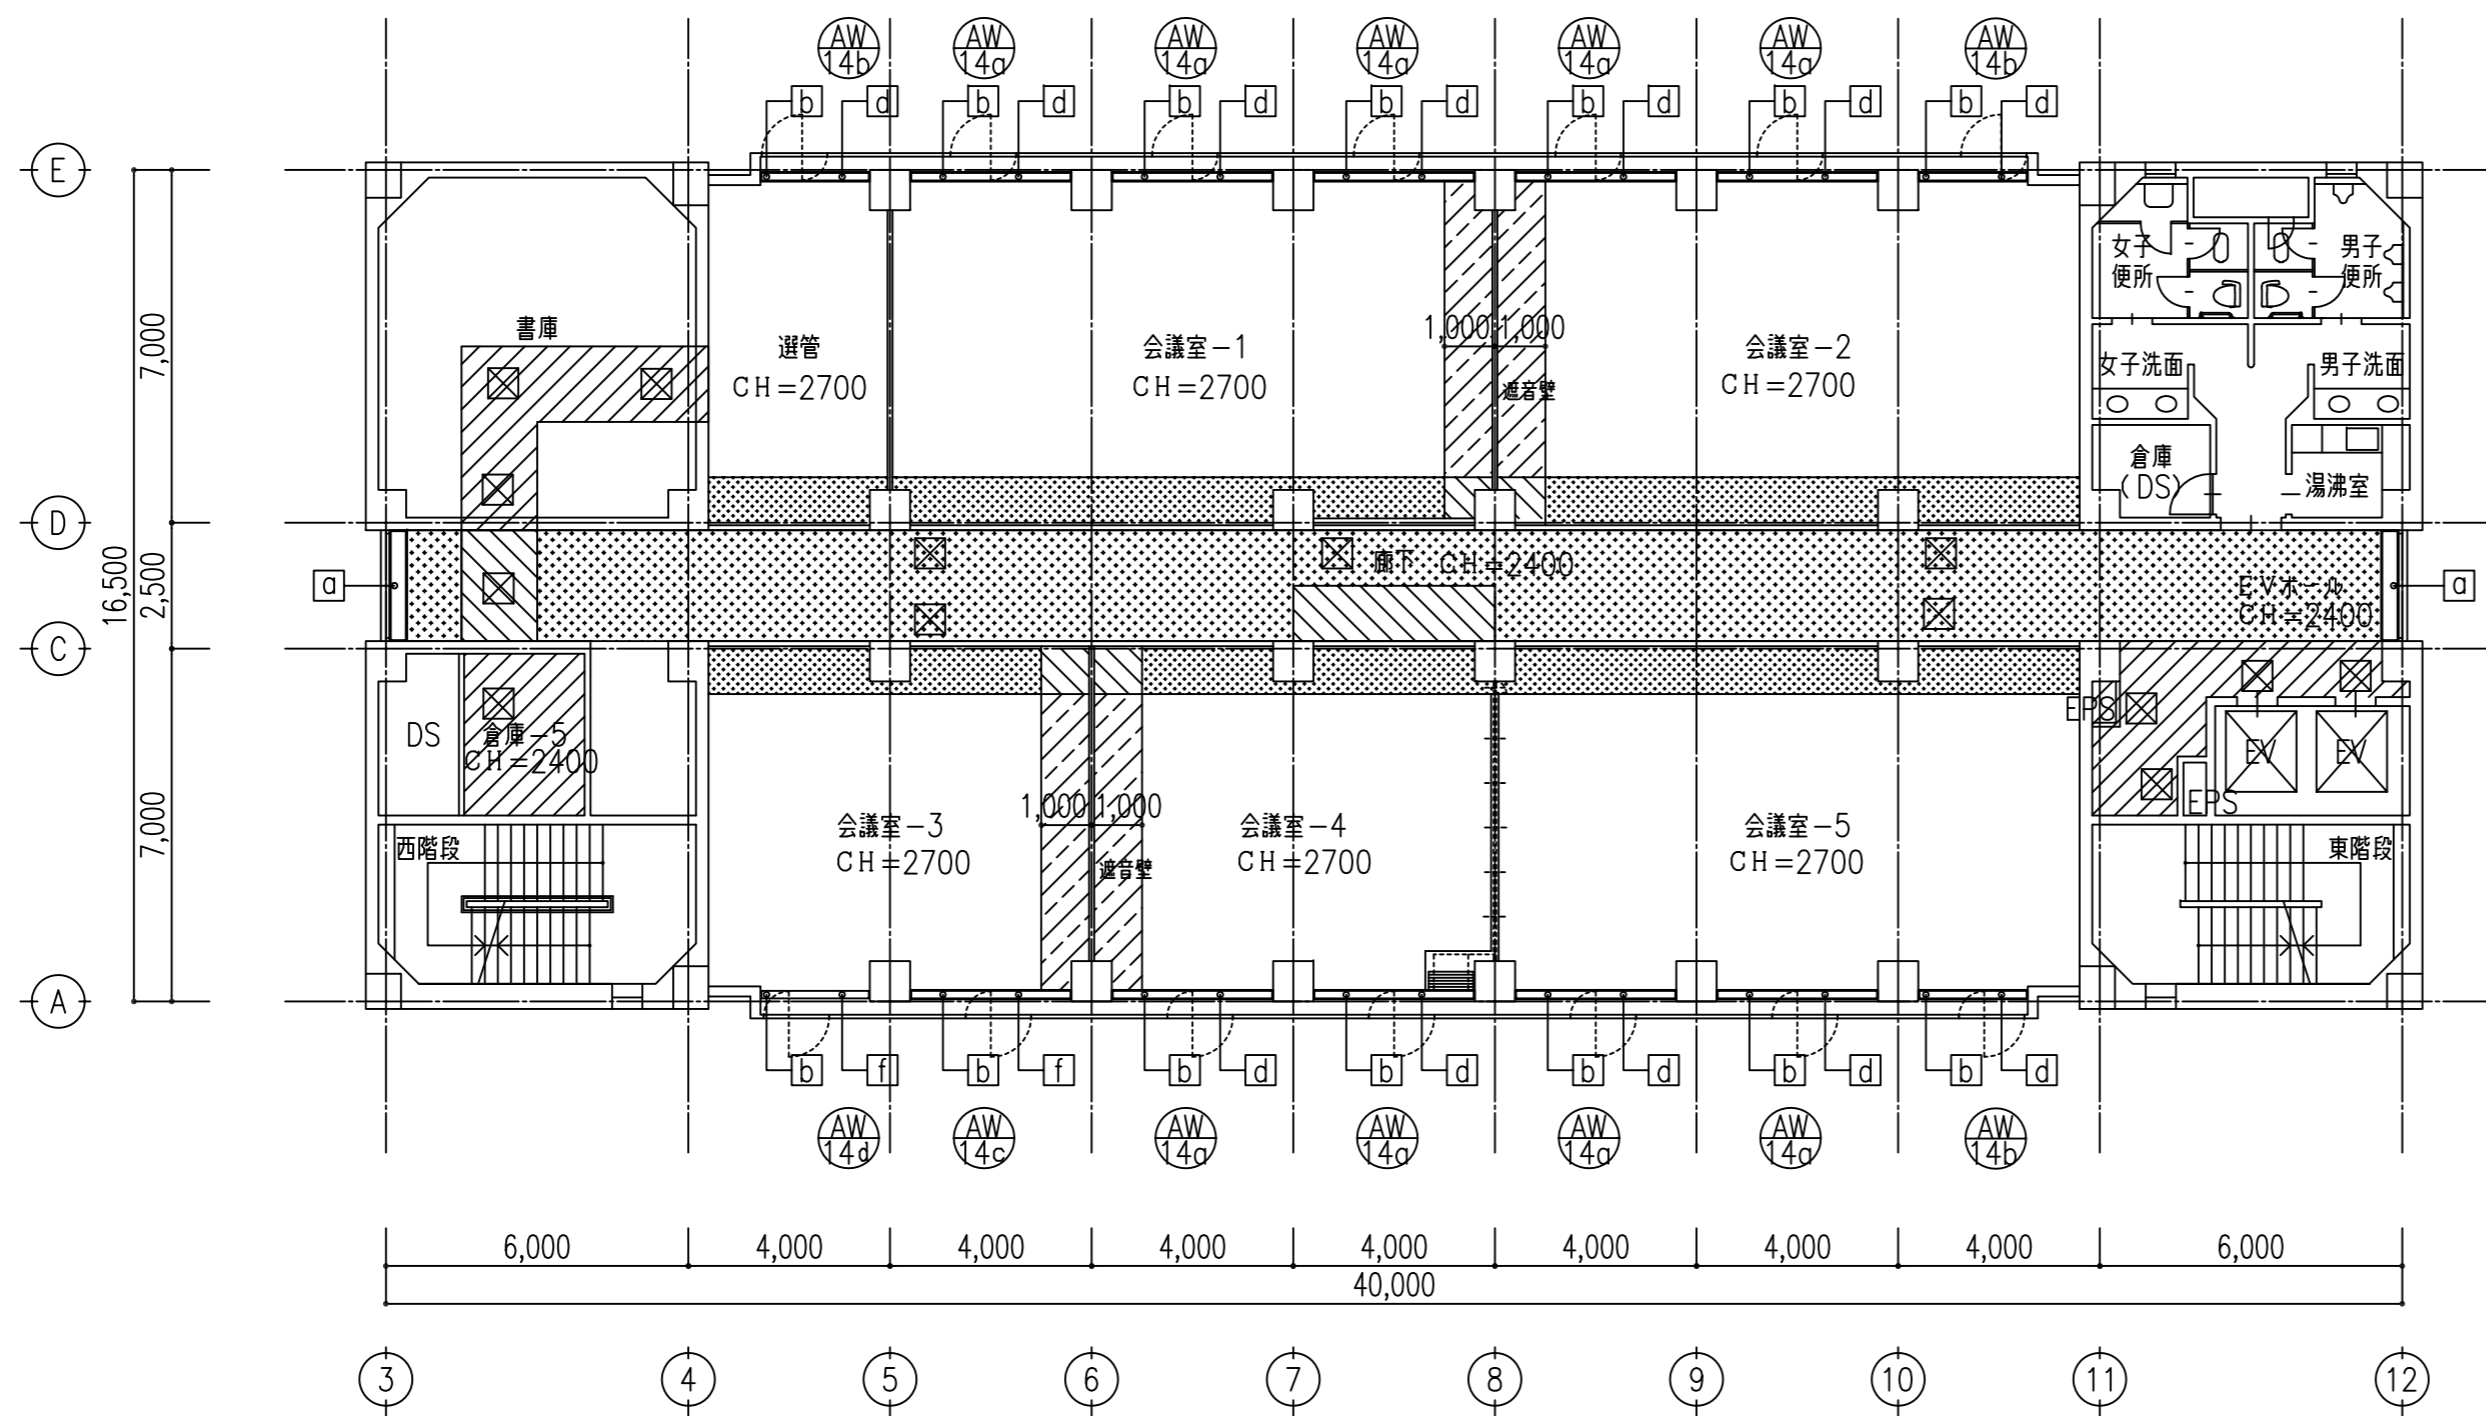 AW 14b
AW 14a
AW 14a
AW 14a
AW 14a
AW 14a
AW 14b
b d b d b d b d b d b d b d
E
女子便所
男子便所
7,000
書庫
選管
CH=2700
会議室-1
CH=2700
1,000 1,000
遮音壁
会議室-2
CH=2700
女子洗面
男子洗面
倉庫
(DS)
湯沸室
D
16,500
2,500
a
廊下 CH=2400
EVホール
CH=2400
a
C
DS
倉庫-5
CH=2400
EPS
EV
EV
EPS
7,000
西階段
会議室-3
CH=2700
1,000 1,000
遮音壁
会議室-4
CH=2700
会議室-5
CH=2700
東階段
A
b f b f b d b d b d b d b d
AW 14d
AW 14c
AW 14a
AW 14a
AW 14a
AW 14a
AW 14b
6,000 4,000 4,000 4,000 4,000 4,000 4,000 4,000 6,000
40,000
3 4 5 6 7 8 9 10 11 12